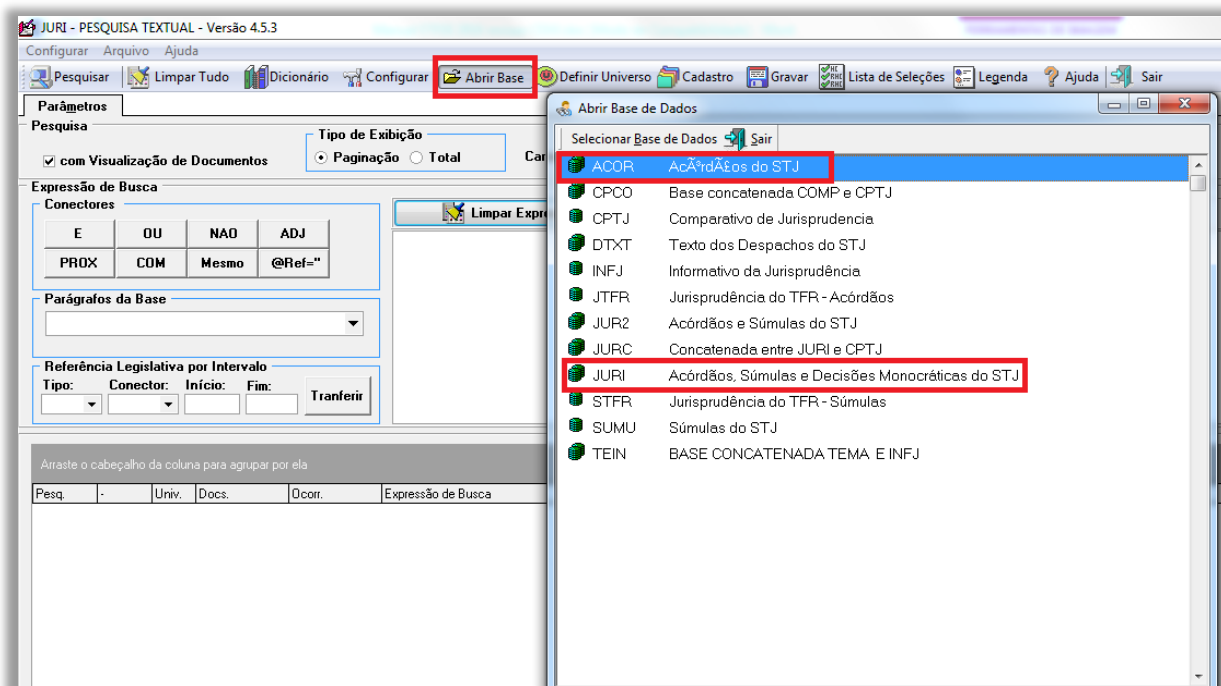 JURI - PESQUISA TEXTUAL - Versão 4.5.3
Configurar Arquivo Ajuda
Pesquisar Limpar Tudo Dicionário Configurar Abrir Base Definir Universo Cadastro Gravar Lista de Seleções Legenda Ajuda Sair
Parâmetros
Pesquisa
com Visualização de Documentos
Tipo de Exibição
Paginação Total
Expressão de Busca
Conectores
E OU NAO ADJ
PROX COM Mesmo @Ref="
Limpar Expre
Parágrafos da Base
Referência Legislativa por Intervalo
Tipo: Conector: Início: Fim:
Tranferir
Arraste o cabeçalho da coluna para agrupar por ela
Pesq. - Univ. Docs. Ocorr. Expressão de Busca
Abrir Base de Dados
Selecionar Base de Dados Sair
ACOR AcÃ³rdÃ£os do STJ
CPCO Base concatenada COMP e CPTJ
CPTJ Comparativo de Jurisprudencia
DTXT Texto dos Despachos do STJ
INFJ Informativo da Jurisprudência
JTFR Jurisprudência do TFR - Acórdãos
JUR2 Acórdãos e Súmulas do STJ
JURC Concatenada entre JURI e CPTJ
JURI Acórdãos, Súmulas e Decisões Monocráticas do STJ
STFR Jurisprudência do TFR - Súmulas
SUMU Súmulas do STJ
TEIN BASE CONCATENADA TEMA E INFJ